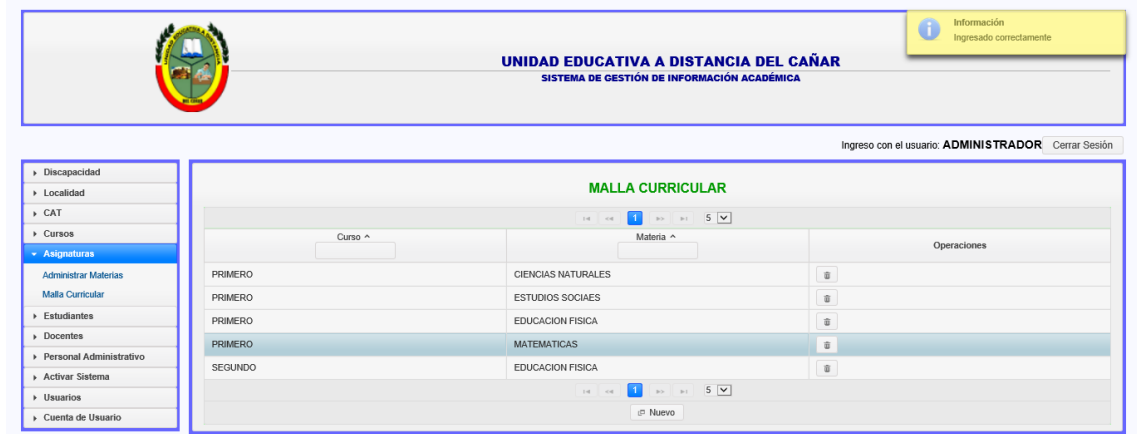 Información
Ingresado correctamente
UNIDAD EDUCATIVA A DISTANCIA DEL CAÑAR
SISTEMA DE GESTIÓN DE INFORMACIÓN ACADÉMICA
Ingreso con el usuario: ADMINISTRADOR Cerrar Sesión
Discapacidad
Localidad
CAT
Cursos
Asignaturas
Administrar Materias
Malla Curricular
Estudiantes
Docentes
Personal Administrativo
Activar Sistema
Usuarios
Cuenta de Usuario
MALLA CURRICULAR
1 5
Curso Materia Operaciones
PRIMERO CIENCIAS NATURALES
PRIMERO ESTUDIOS SOCIAES
PRIMERO EDUCACION FISICA
PRIMERO MATEMATICAS
SEGUNDO EDUCACION FISICA
1 5
Nuevo